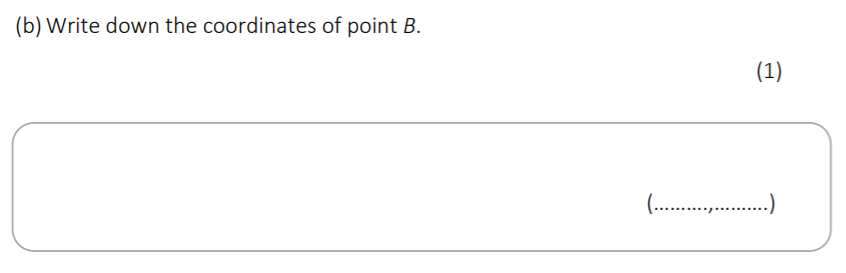 (b) Write down the coordinates of point B.
(1)
(..........,..........)